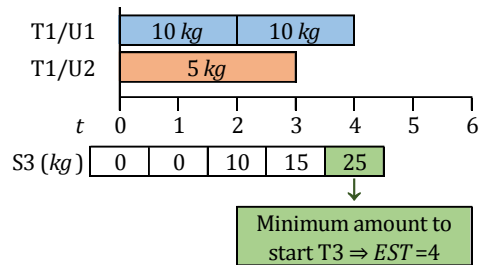 T1/U1 10 kg 10 kg
T1/U2 5 kg
t 0 1 2 3 4 5 6
S3 (kg) 0 0 10 15 25
Minimum amount to
start T3 ⇒ EST=4